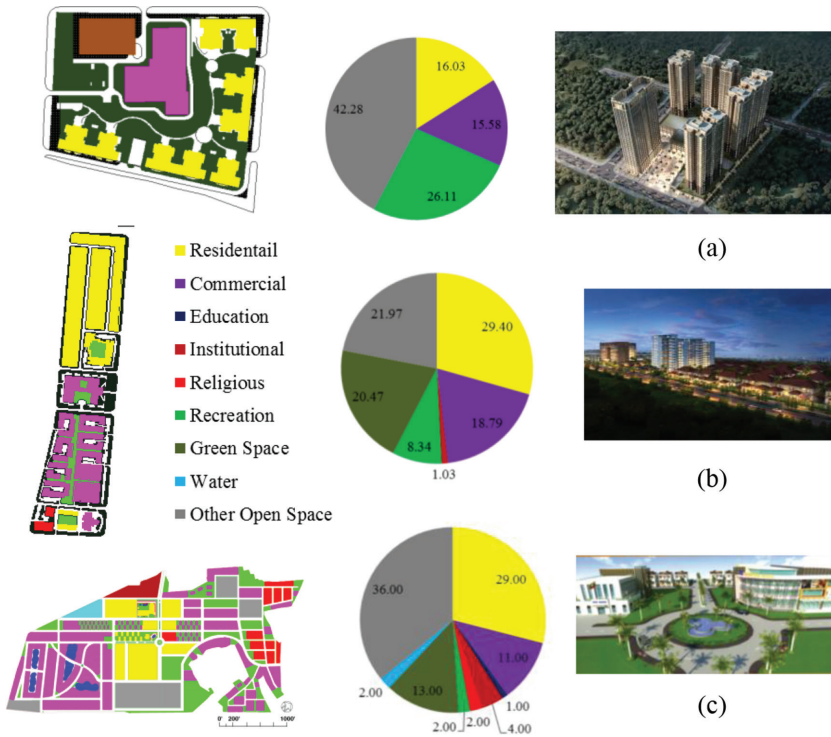 16.03
15.58
26.11
42.28
(a)
Residentail
Commercial
Education
Institutional
Religious
Recreation
Green Space
Water
Other Open Space
29.40
18.79
1.03
8.34
20.47
21.97
(b)
29.00
11.00
1.00
4.00
2.00
2.00
13.00
2.00
36.00
(c)
0' 200' 1000'